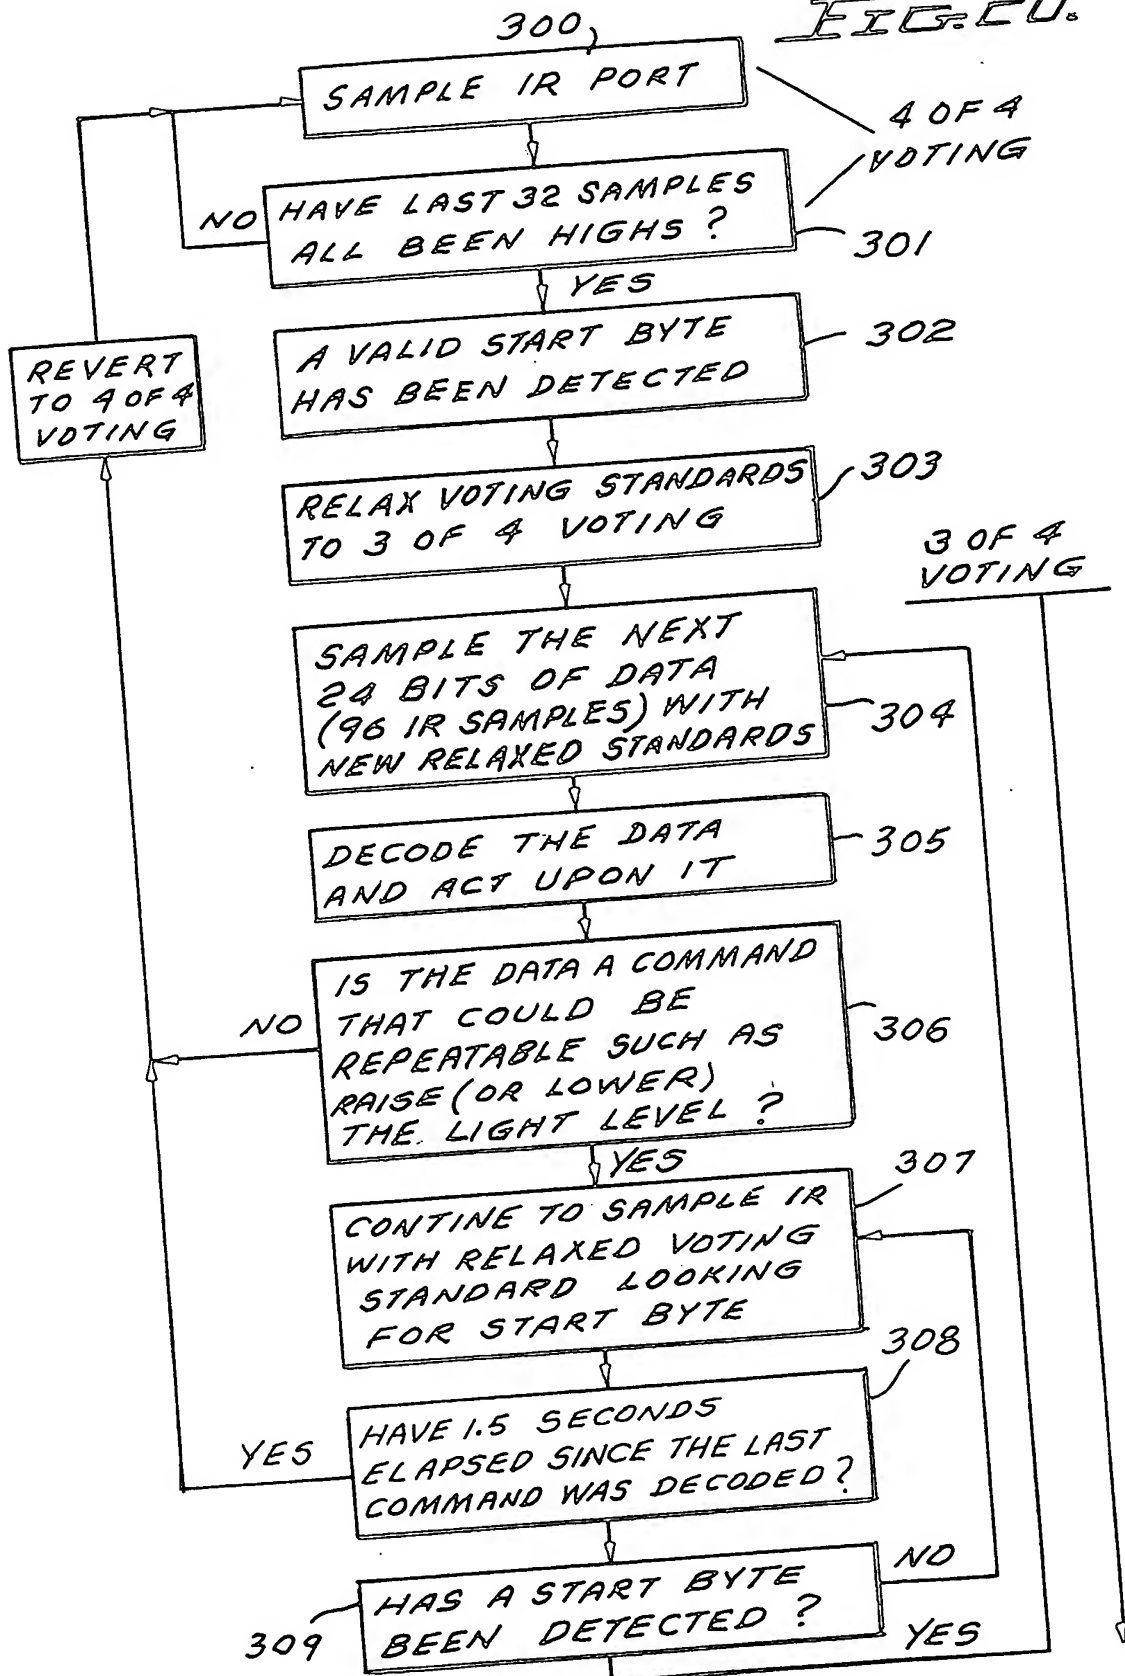 FIG. 20.
300
SAMPLE IR PORT
4 OF 4
VOTING
NO
HAVE LAST 32 SAMPLES
ALL BEEN HIGHS ?
301
YES
A VALID START BYTE
HAS BEEN DETECTED
302
REVERT
TO 4 OF 4
VOTING
RELAX VOTING STANDARDS
TO 3 OF 4 VOTING
303
3 OF 4
VOTING
SAMPLE THE NEXT
24 BITS OF DATA
(96 IR SAMPLES) WITH
NEW RELAXED STANDARDS
304
DECODE THE DATA
AND ACT UPON IT
305
IS THE DATA A COMMAND
THAT COULD BE
REPEATABLE SUCH AS
RAISE (OR LOWER)
THE. LIGHT LEVEL ?
306
NO
YES
CONTINE TO SAMPLE IR
WITH RELAXED VOTING
STANDARD LOOKING
FOR START BYTE
307
308
HAVE 1.5 SECONDS
ELAPSED SINCE THE LAST
COMMAND WAS DECODED ?
YES
HAS A START BYTE
BEEN DETECTED ?
NO
309
YES